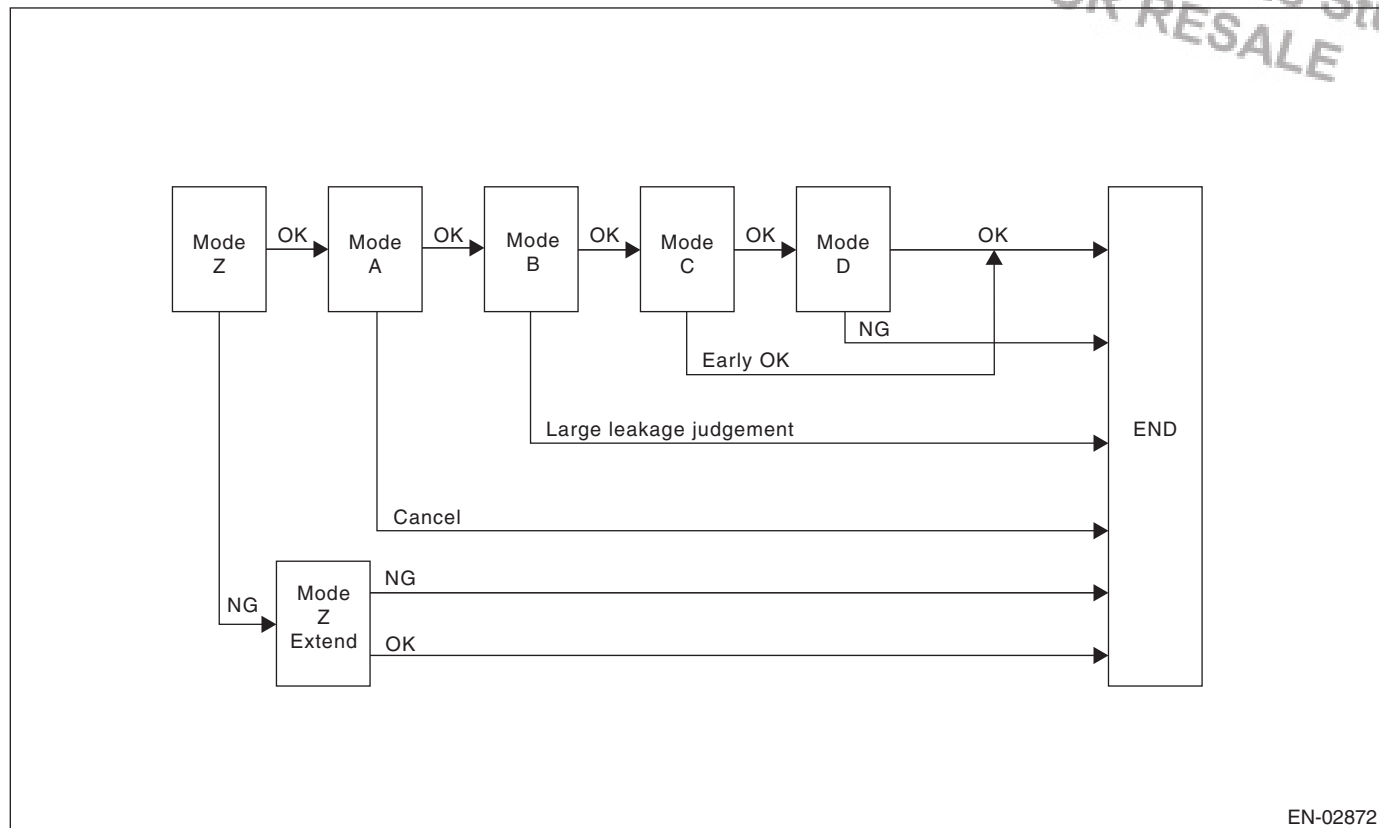 OR RESALE
Mode
Z
OK
Mode
A
OK
Mode
B
OK
Mode
C
OK
Mode
D
OK
NG
Early OK
Large leakage judgement
END
Cancel
NG
Mode
Z
Extend
NG
OK
EN-02872